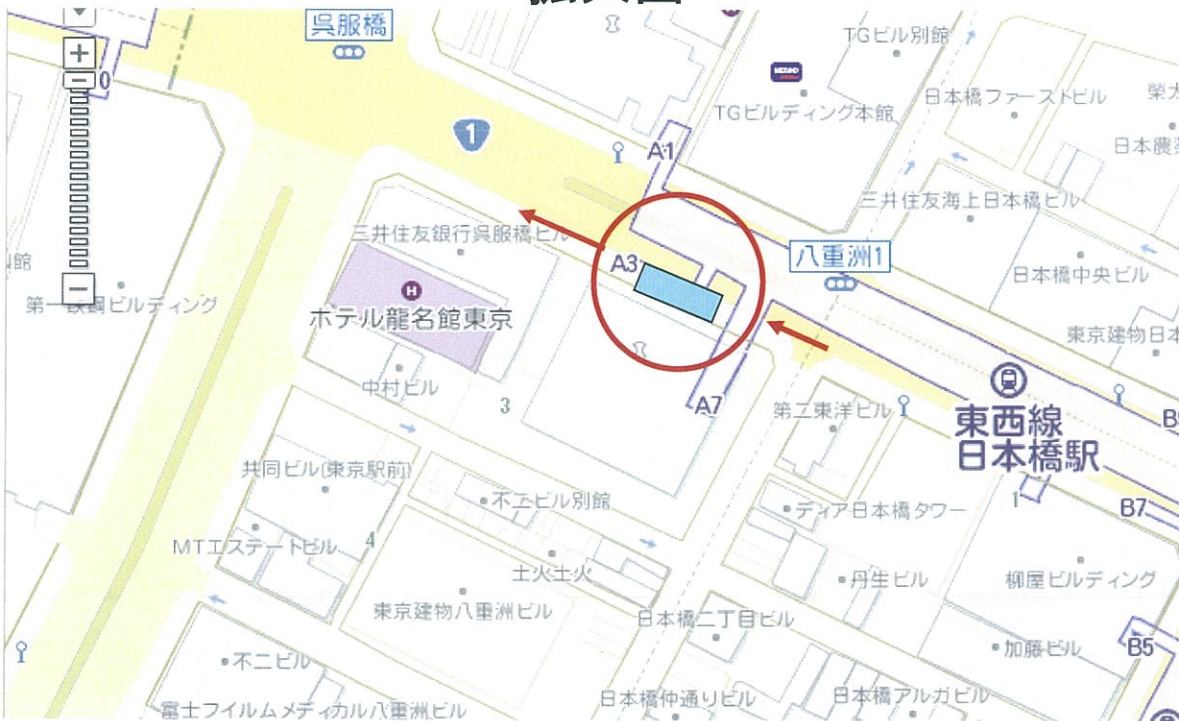 呉服橋
TGビル別館
MIZUHO
日本橋ファーストビル
TGビルディング本館
0
1
A1
三井住友海上日本橋ビル
三井住友銀行呉服橋ビル
八重洲1
A3
日本橋中央ビル
館
第一鉄鋼ビルディング
H
ホテル龍名館東京
中村ビル
3
A7
第二東洋ビル
東西線
日本橋駅
共同ビル(東京駅前)
不二ビル別館
ディア日本橋タワー
1
B7
MTエステートビル
4
土火土火
丹生ビル
柳屋ビルディング
東京建物八重洲ビル
日本橋二丁目ビル
加藤ビル
B5
不二ビル
富士フイルムメディカル八重洲ビル
日本橋仲通りビル
日本橋アルガビル